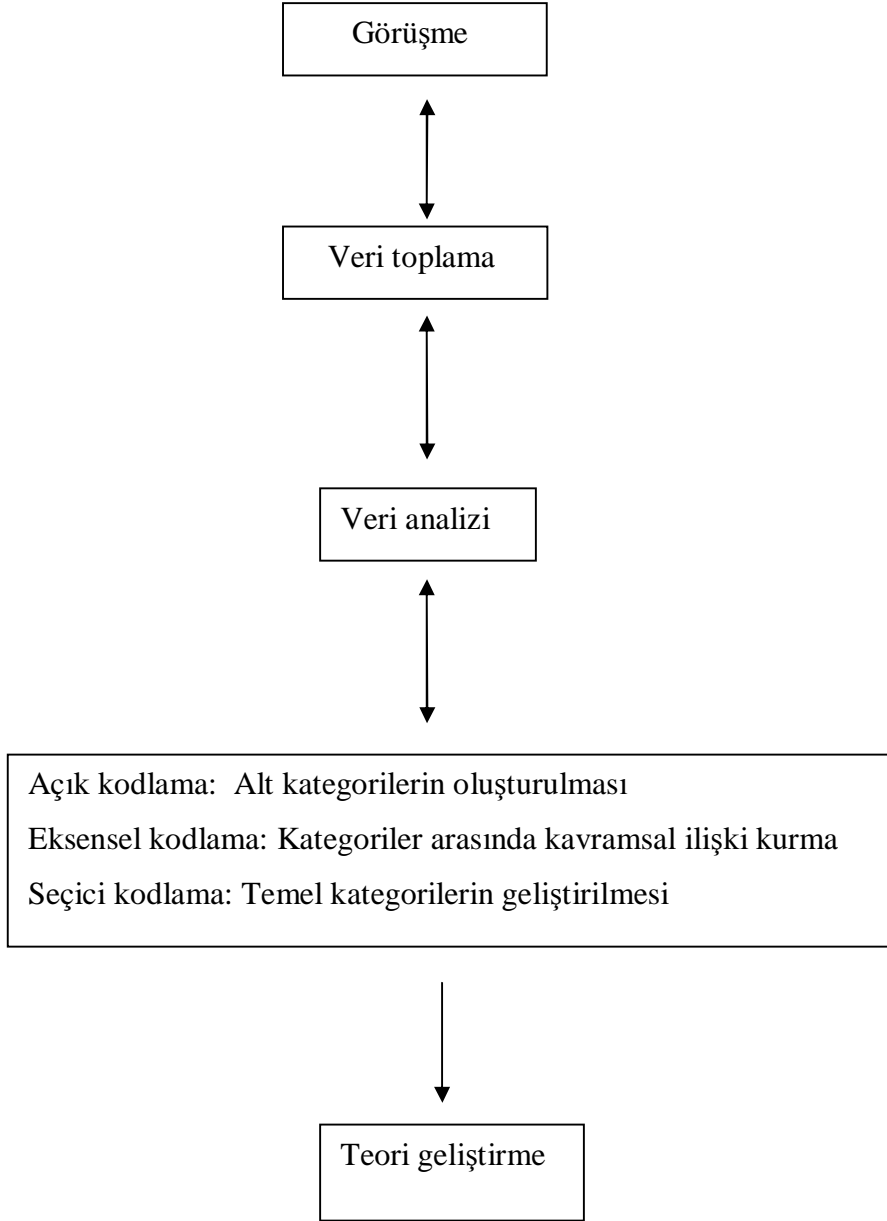 Görüşme
Veri toplama
Veri analizi
Açık kodlama: Alt kategorilerin oluşturulması
Eksensel kodlama: Kategoriler arasında kavramsal ilişki kurma
Seçici kodlama: Temel kategorilerin geliştirilmesi
Teori geliştirme